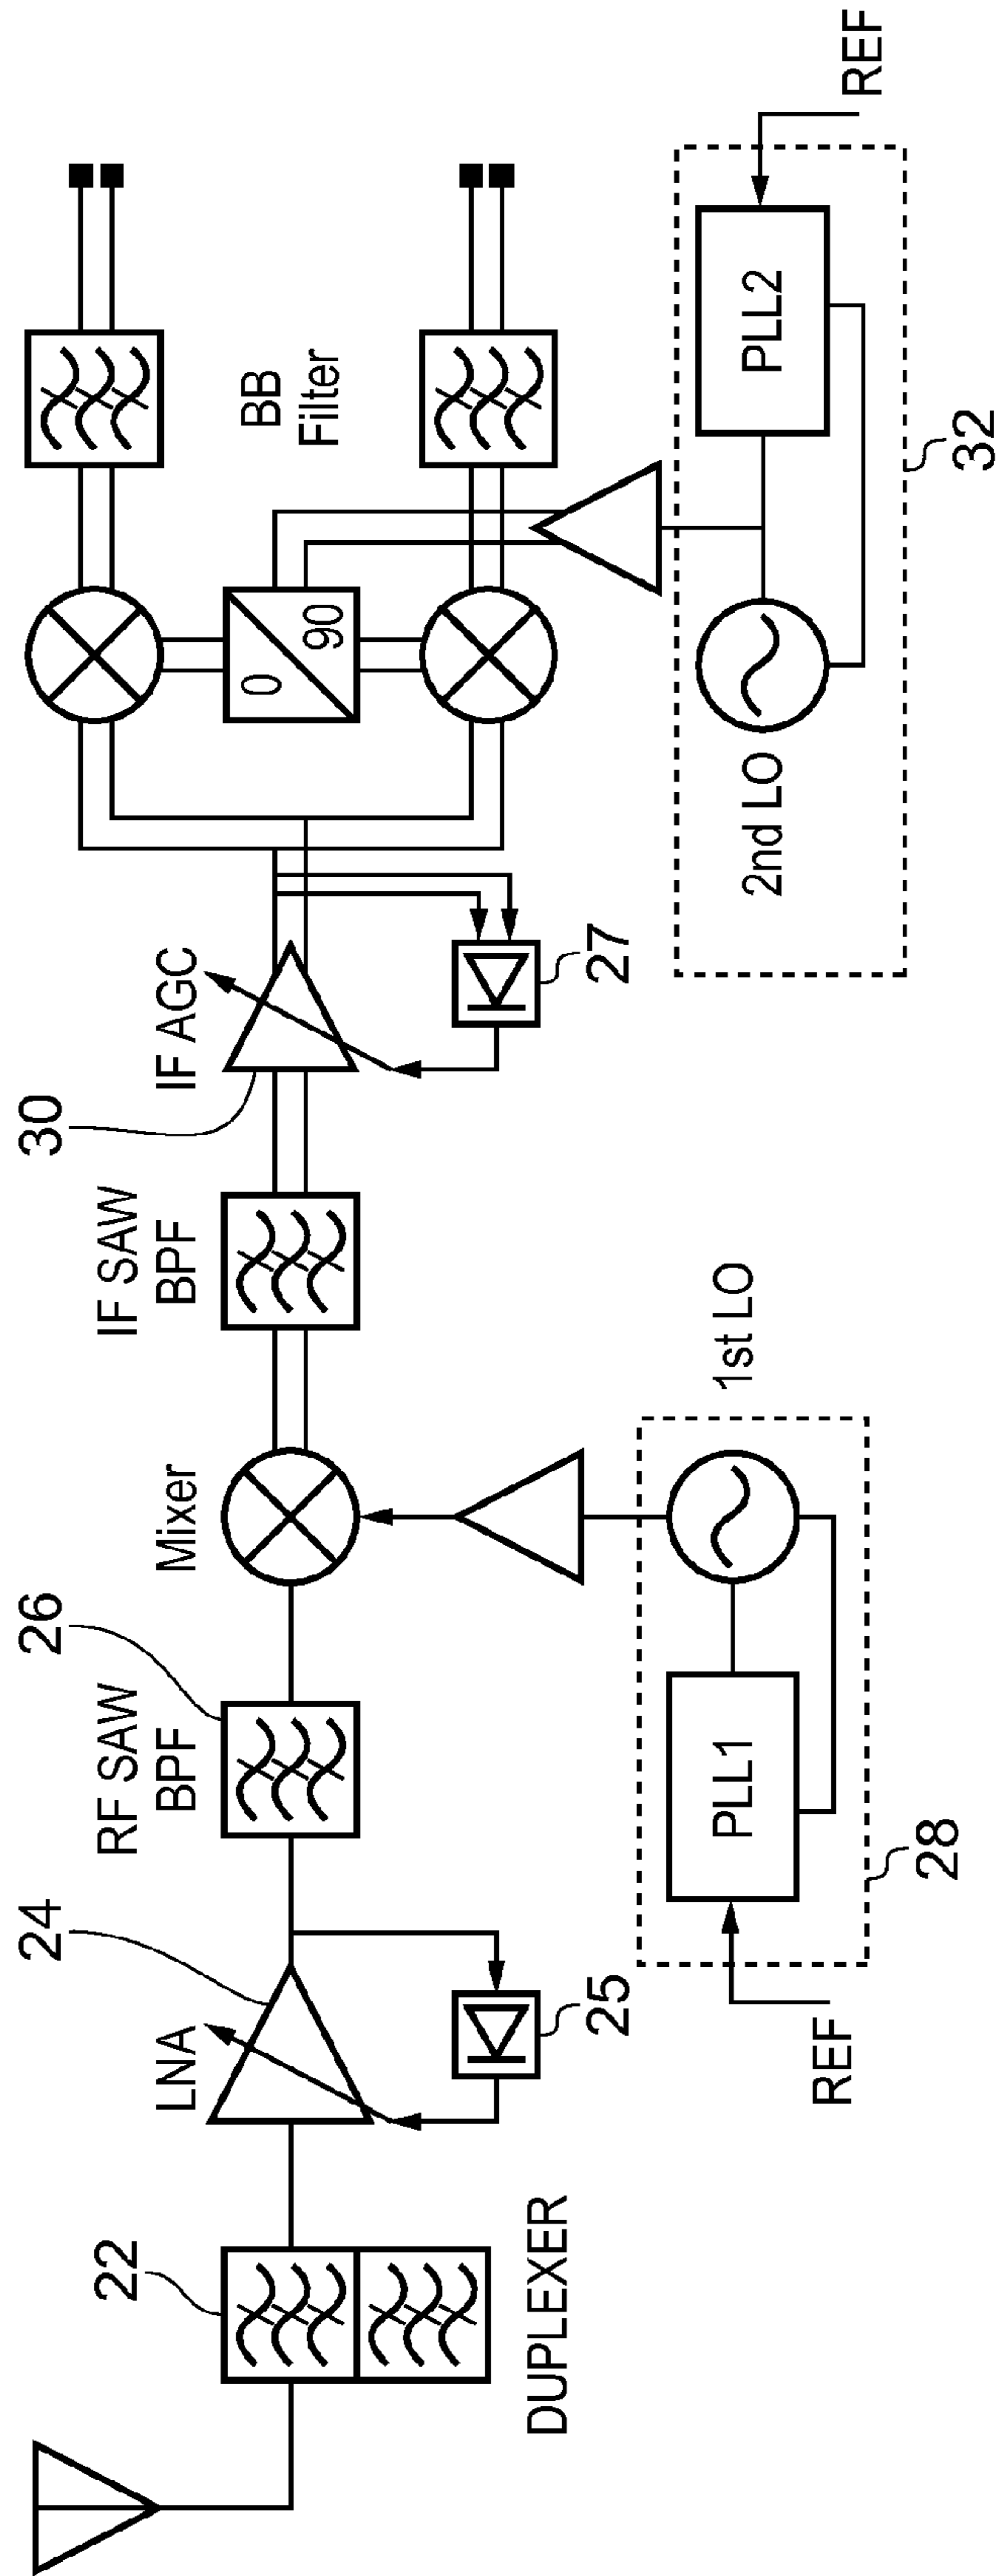 22
DUPLEXER
LNA
24
25
RF SAW
BPF
26
Mixer
REF
PLL1
1st LO
28
IF SAW
BPF
30
IF AGC
27
0
90
BB
Filter
2nd LO
PLL2
REF
32